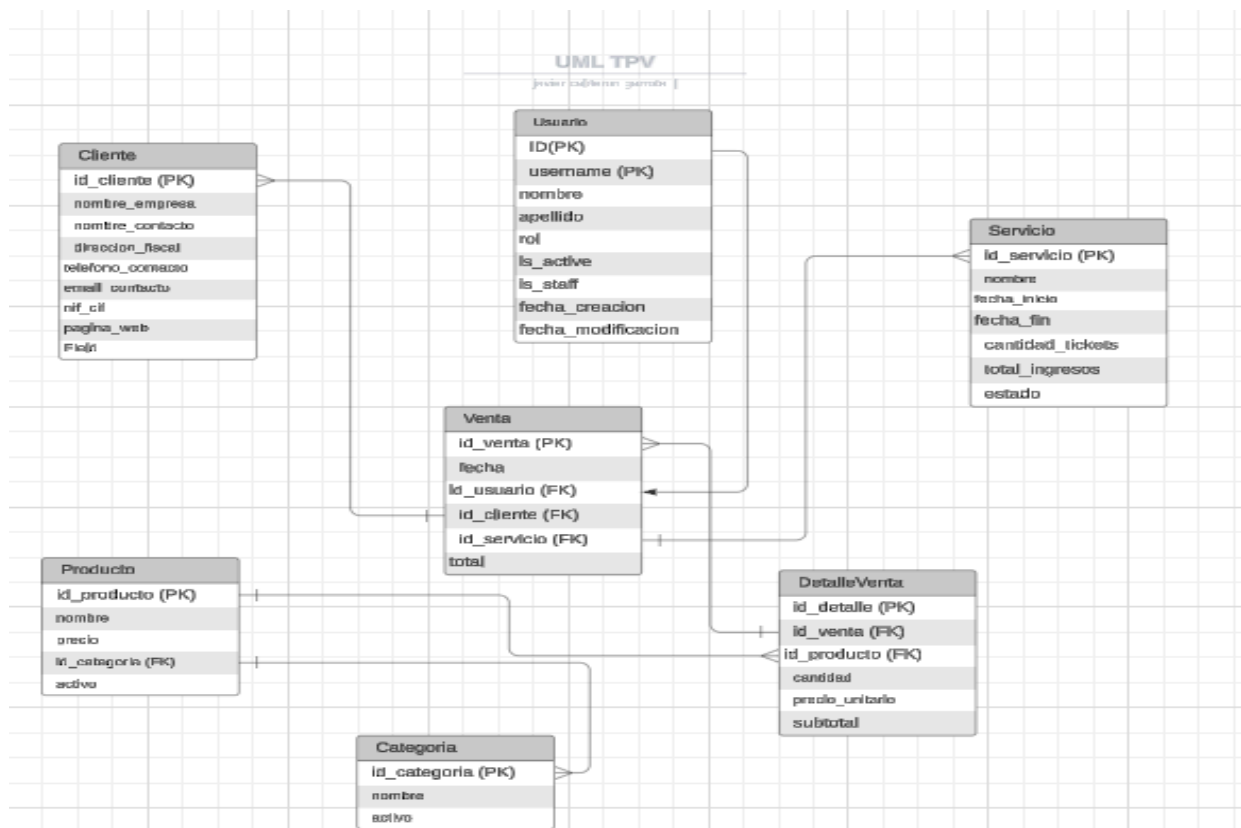 UML TPV
Usuario
ID(PK)
username (PK)
nombre
apellido
rol
is_active
is_staff
fecha_creacion
fecha_modificacion
Cliente
id_cliente (PK)
nombre_empresa
nombre_contacto
direccion_fiscal
telefono_contacto
email_contacto
nif_cif
pagina_web
Field
Servicio
id_servicio (PK)
nombre
fecha_inicio
fecha_fin
cantidad_tickets
total_ingresos
estado
Venta
id_venta (PK)
fecha
id_usuario (FK)
id_cliente (FK)
id_servicio (FK)
total
Producto
id_producto (PK)
nombre
precio
id_categoria (FK)
activo
DetalleVenta
id_detalle (PK)
id_venta (FK)
id_producto (FK)
cantidad
precio_unitario
subtotal
Categoria
id_categoria (PK)
nombre
activo